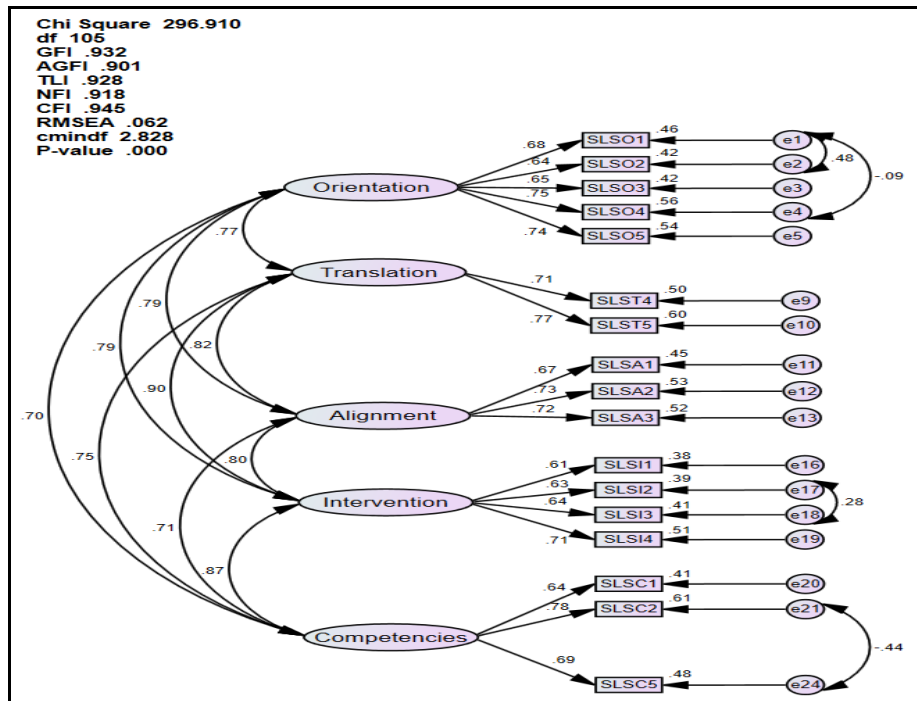 Chi Square 296.910
df 105
GFI .932
AGFI .901
TLI .928
NFI .918
CFI .945
RMSEA .062
cmindf 2.828
P-value .000
.68 SLSO1 .46 e1
.64 SLSO2 .42 e2 .48
.65 SLSO3 .42 e3 -.09
Orientation
.75 SLSO4 .56 e4
.74 SLSO5 .54 e5
.77
Translation
.71 SLST4 .50 e9
.77 SLST5 .60 e10
.79
.82
.79
.67 SLSA1 .45 e11
.90
.73 SLSA2 .53 e12
Alignment
.72 SLSA3 .52 e13
.70
.75
.80
.61 SLSI1 .38 e16
.63 SLSI2 .39 e17
Intervention
.64 SLSI3 .41 e18 .28
.71 SLSI4 .51 e19
.71
.87
.64 SLSC1 .41 e20
.78 SLSC2 .61 e21
Competencies
-.44
.69 SLSC5 .48 e24